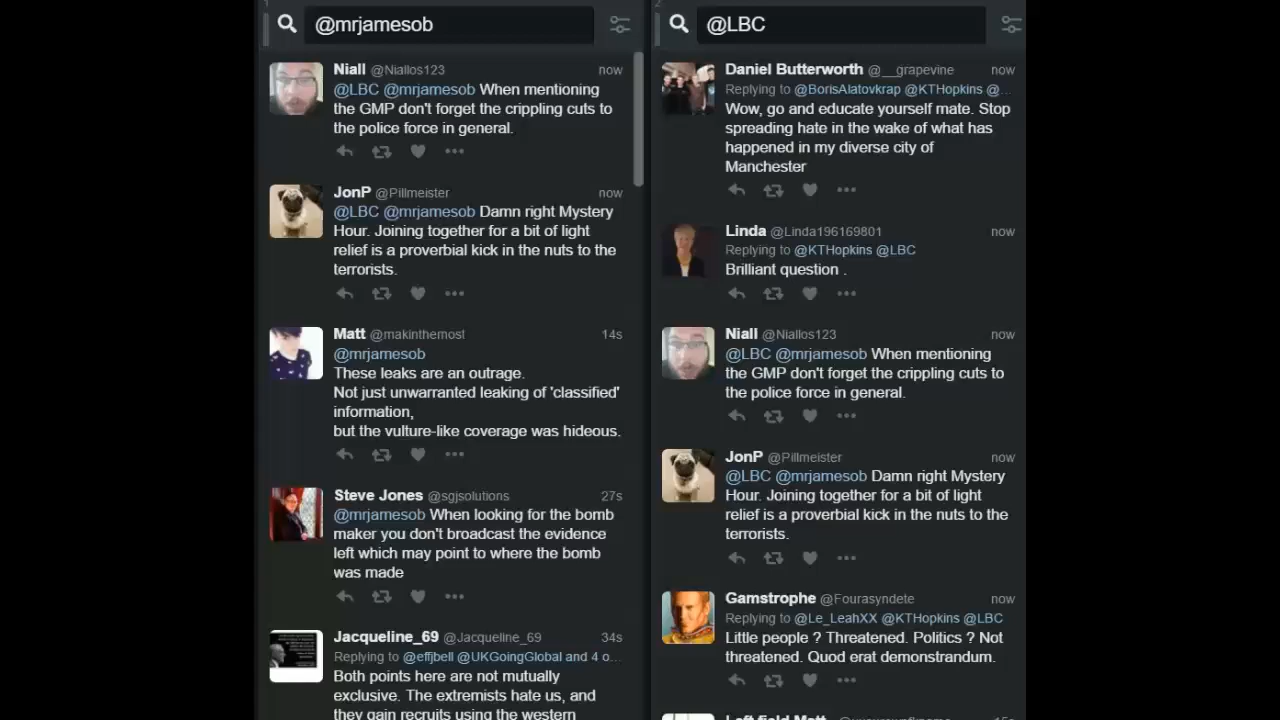 1
@mrjamesob
Niall @Niallos123 now
@LBC @mrjamesob When mentioning
the GMP don't forget the crippling cuts to
the police force in general.
JonP @Pillmeister now
@LBC @mrjamesob Damn right Mystery
Hour. Joining together for a bit of light
relief is a proverbial kick in the nuts to the
terrorists.
Matt @makinthemost 14s
@mrjamesob
These leaks are an outrage.
Not just unwarranted leaking of 'classified'
information,
but the vulture-like coverage was hideous.
Steve Jones @sgjsolutions 27s
@mrjamesob When looking for the bomb
maker you don't broadcast the evidence
left which may point to where the bomb
was made
Jacqueline_69 @Jacqueline_69 34s
Replying to @effjbell @UKGoingGlobal and 4 o...
Both points here are not mutually
exclusive. The extremists hate us, and
they gain recruits using the western
2
@LBC
Daniel Butterworth @__grapevine now
Replying to @BorisAlatovkrap @KTHopkins @...
Wow, go and educate yourself mate. Stop
spreading hate in the wake of what has
happened in my diverse city of
Manchester
Linda @Linda196169801 now
Replying to @KTHopkins @LBC
Brilliant question .
Niall @Niallos123 now
@LBC @mrjamesob When mentioning
the GMP don't forget the crippling cuts to
the police force in general.
JonP @Pillmeister now
@LBC @mrjamesob Damn right Mystery
Hour. Joining together for a bit of light
relief is a proverbial kick in the nuts to the
terrorists.
Gamstrophe @Fourasyndete now
Replying to @Le_LeahXX @KTHopkins @LBC
Little people ? Threatened. Politics ? Not
threatened. Quod erat demonstrandum.